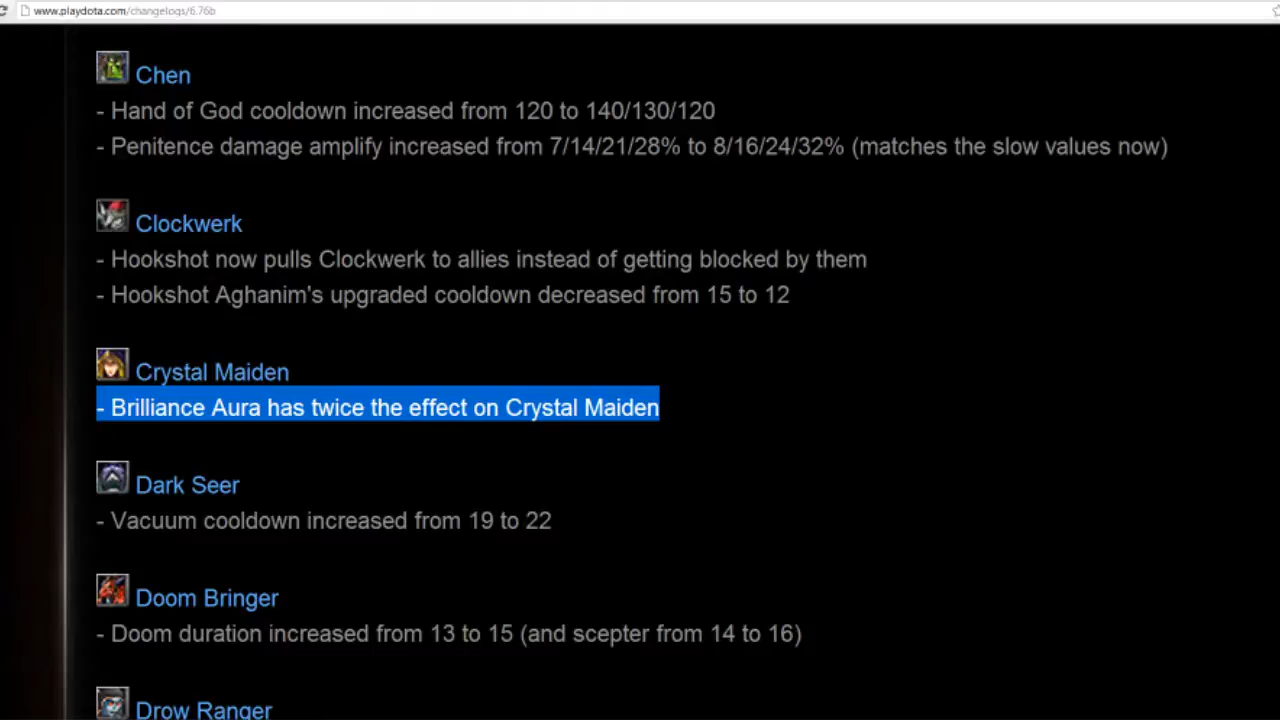 www.playdota.com/changelogs/6.76b
Chen
- Hand of God cooldown increased from 120 to 140/130/120
- Penitence damage amplify increased from 7/14/21/28% to 8/16/24/32% (matches the slow values now)
Clockwerk
- Hookshot now pulls Clockwerk to allies instead of getting blocked by them
- Hookshot Aghanim's upgraded cooldown decreased from 15 to 12
Crystal Maiden
- Brilliance Aura has twice the effect on Crystal Maiden
Dark Seer
- Vacuum cooldown increased from 19 to 22
Doom Bringer
- Doom duration increased from 13 to 15 (and scepter from 14 to 16)
Drow Ranger